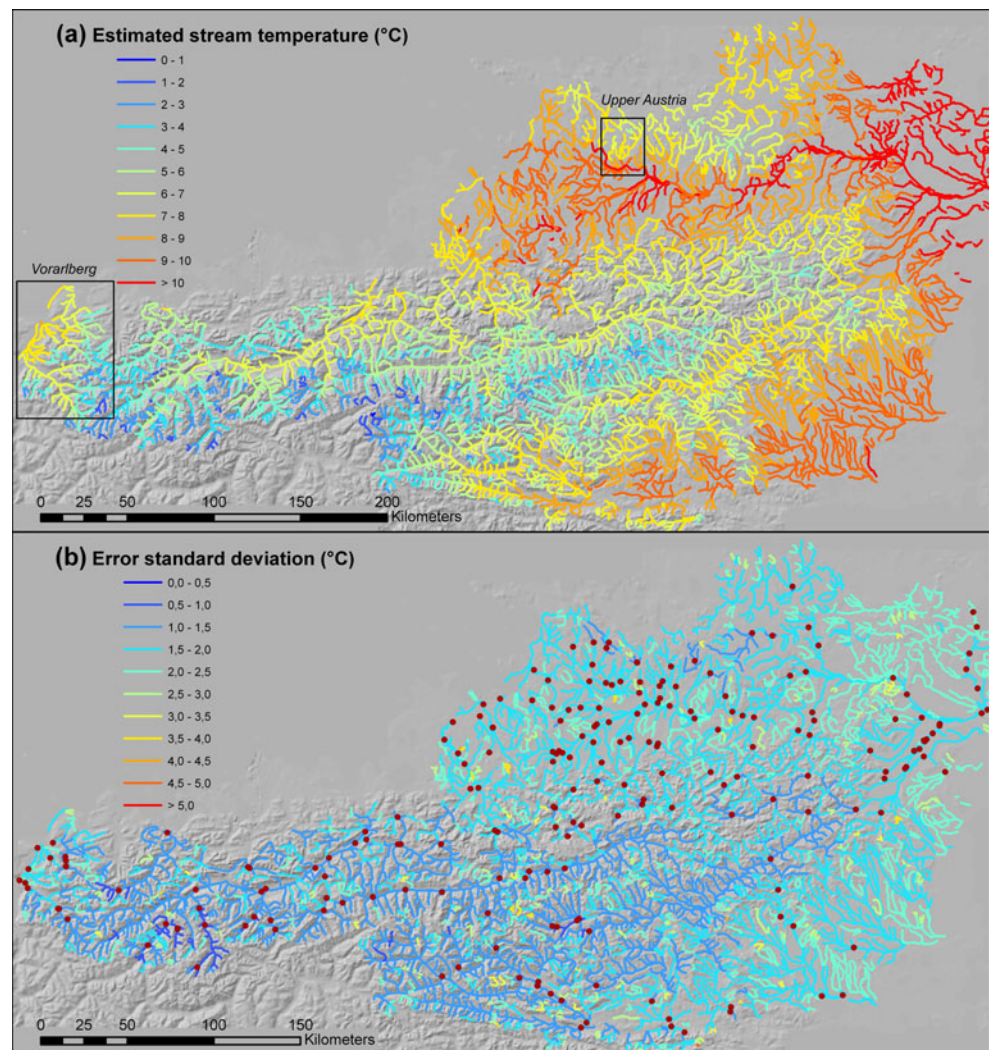 (a) Estimated stream temperature (°C)
0 - 1
1 - 2
2 - 3
3 - 4
4 - 5
5 - 6
6 - 7
7 - 8
8 - 9
9 - 10
> 10
Upper Austria
Vorarlberg
0 25 50 100 150 200
Kilometers
(b) Error standard deviation (°C)
0,0 - 0,5
0,5 - 1,0
1,0 - 1,5
1,5 - 2,0
2,0 - 2,5
2,5 - 3,0
3,0 - 3,5
3,5 - 4,0
4,0 - 4,5
4,5 - 5,0
> 5,0
0 25 50 100 150
Kilometers